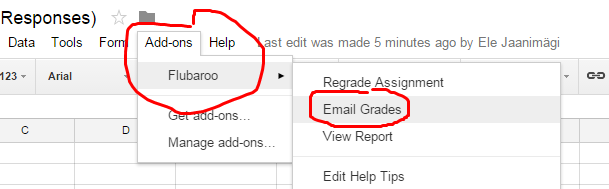 Responses)
Data Tools Form Add-ons Help Last edit was made 5 minutes ago by Ele Jaanimägi
123 Arial
Flubaroo
Regrade Assignment
Email Grades
Get add-ons...
View Report
Manage add-ons...
Edit Help Tips
C D